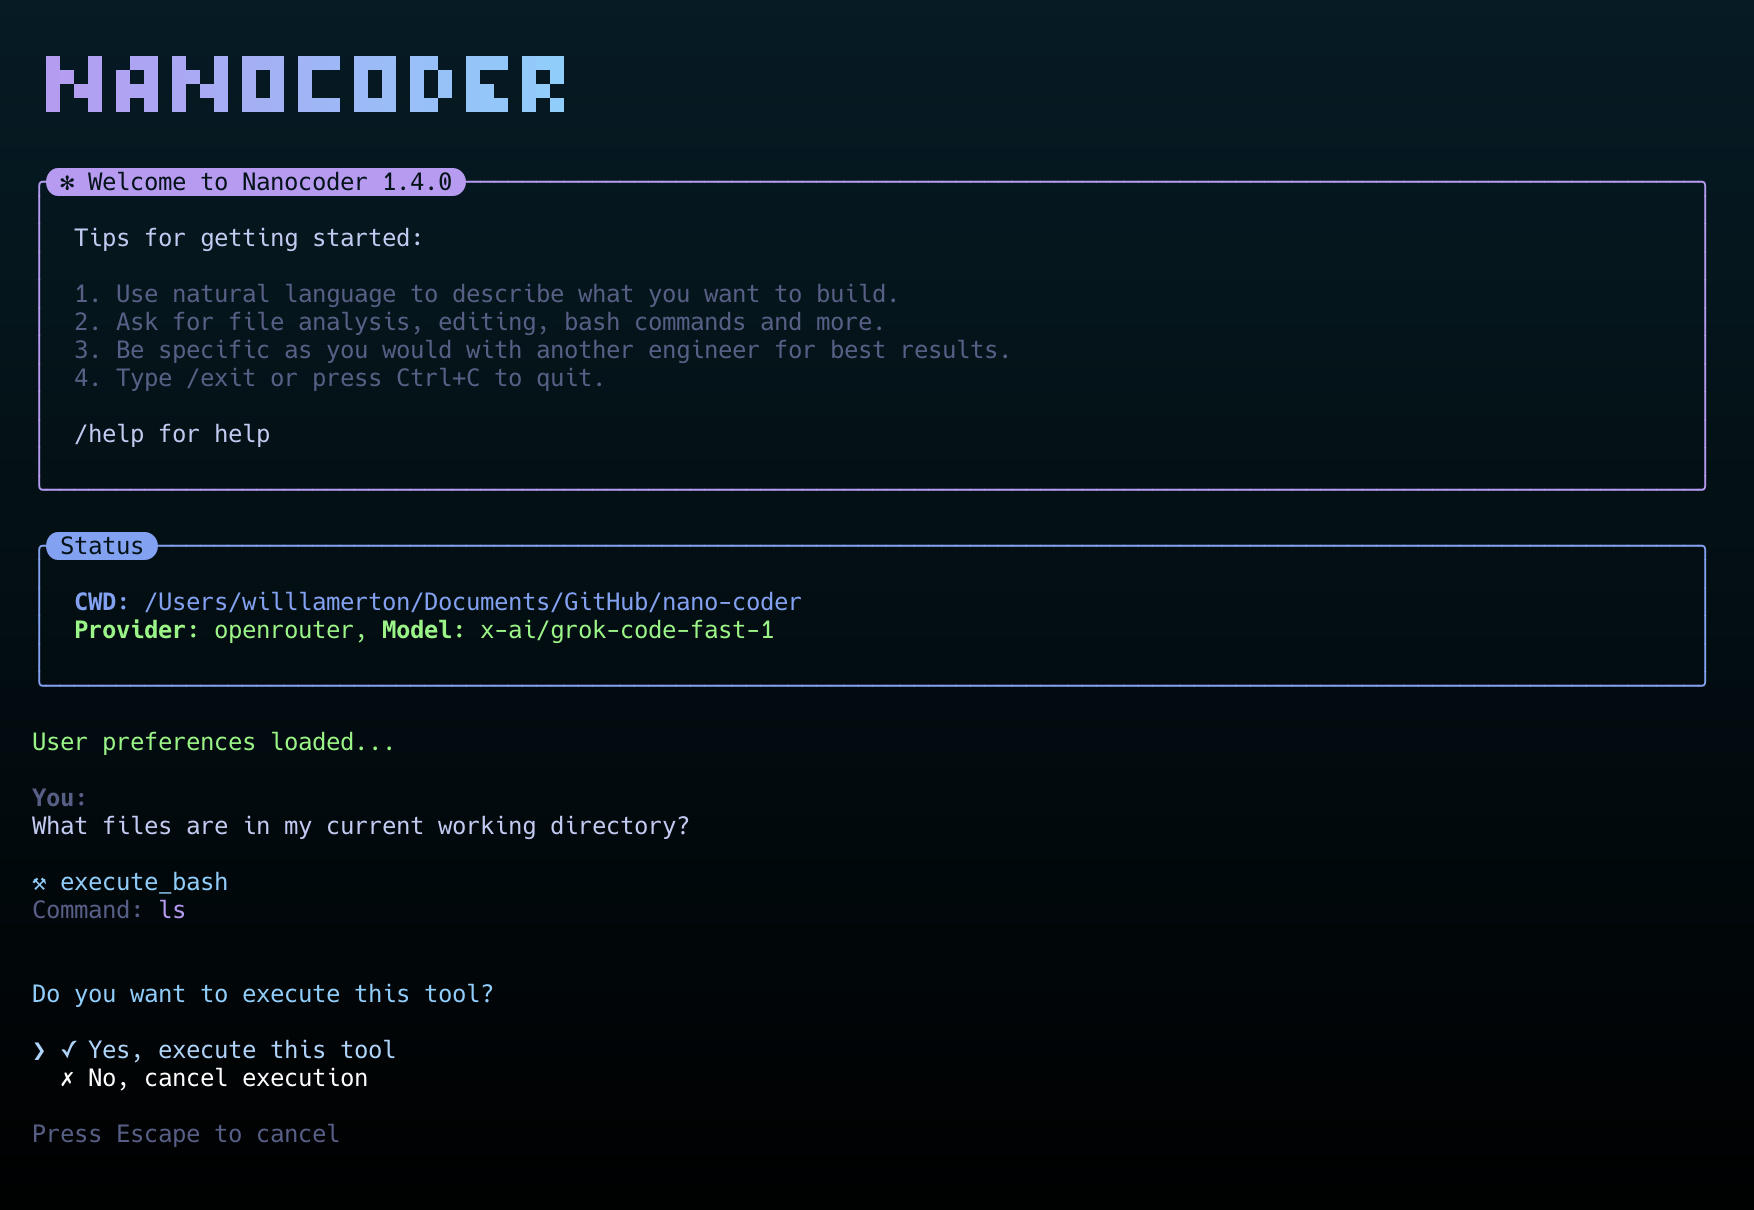 NANOCODER
✻ Welcome to Nanocoder 1.4.0
Tips for getting started:
1. Use natural language to describe what you want to build.
2. Ask for file analysis, editing, bash commands and more.
3. Be specific as you would with another engineer for best results.
4. Type /exit or press Ctrl+C to quit.
/help for help
Status
CWD: /Users/willlamerton/Documents/GitHub/nano-coder
Provider: openrouter, Model: x-ai/grok-code-fast-1
User preferences loaded...
You:
What files are in my current working directory?
⚒ execute_bash
Command: ls
Do you want to execute this tool?
❯ ✓ Yes, execute this tool
✗ No, cancel execution
Press Escape to cancel